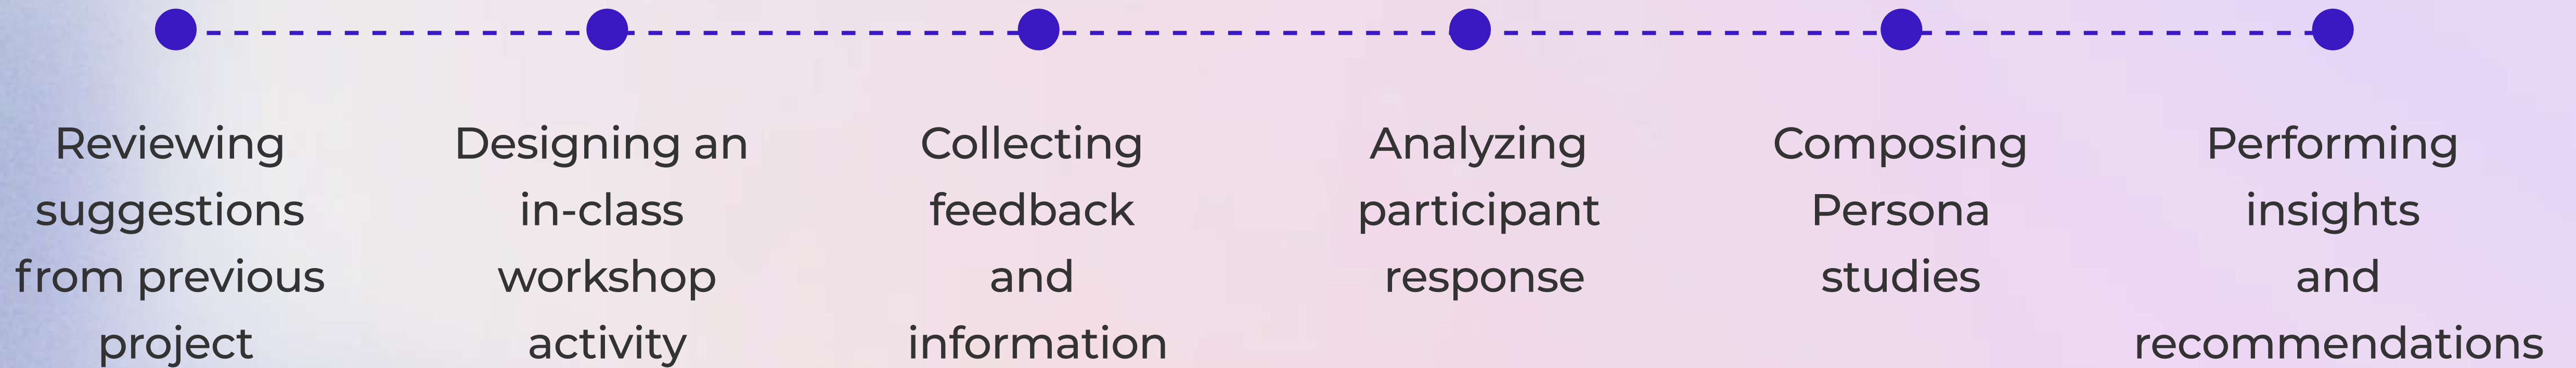 Reviewing
suggestions
from previous
project
Designing an
in-class
workshop
activity
Collecting
feedback
and
information
Analyzing
participant
response
Composing
Persona
studies
Performing
insights
and
recommendations